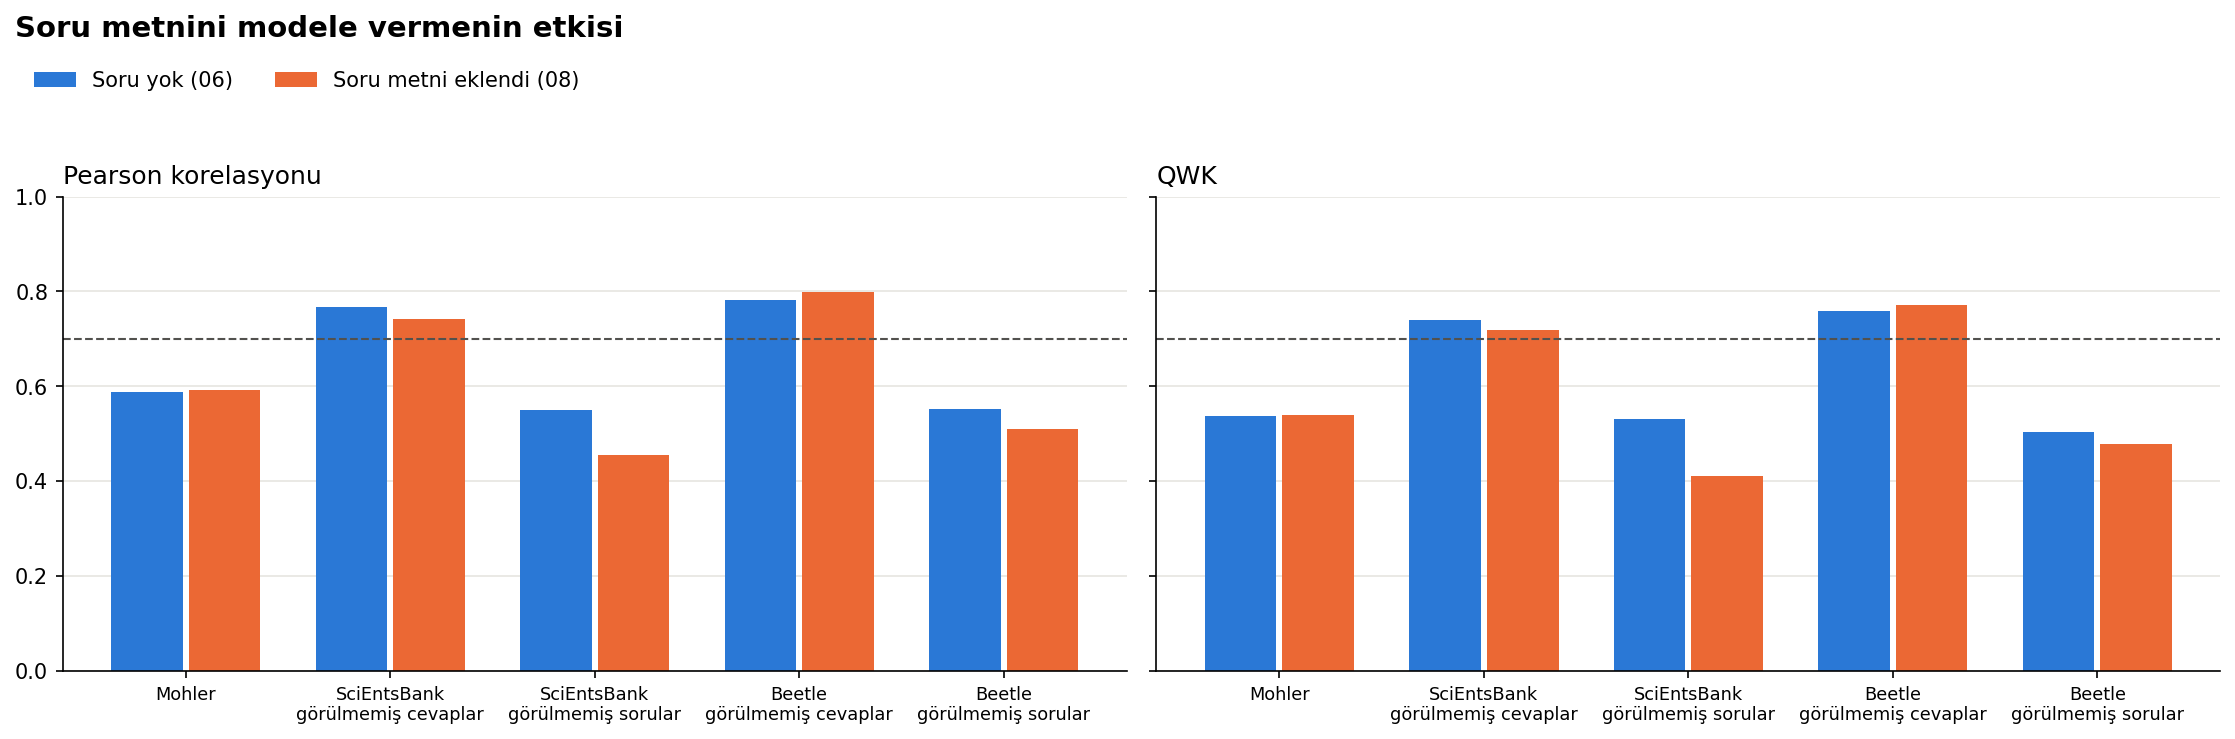 Soru metnini modele vermenin etkisi
Soru yok (06)
Soru metni eklendi (08)
Pearson korelasyonu
1.0
0.8
0.6
0.4
0.2
0.0
Mohler
SciEntsBank
görülmemiş cevaplar
SciEntsBank
görülmemiş sorular
Beetle
görülmemiş cevaplar
Beetle
görülmemiş sorular
QWK
Mohler
SciEntsBank
görülmemiş cevaplar
SciEntsBank
görülmemiş sorular
Beetle
görülmemiş cevaplar
Beetle
görülmemiş sorular